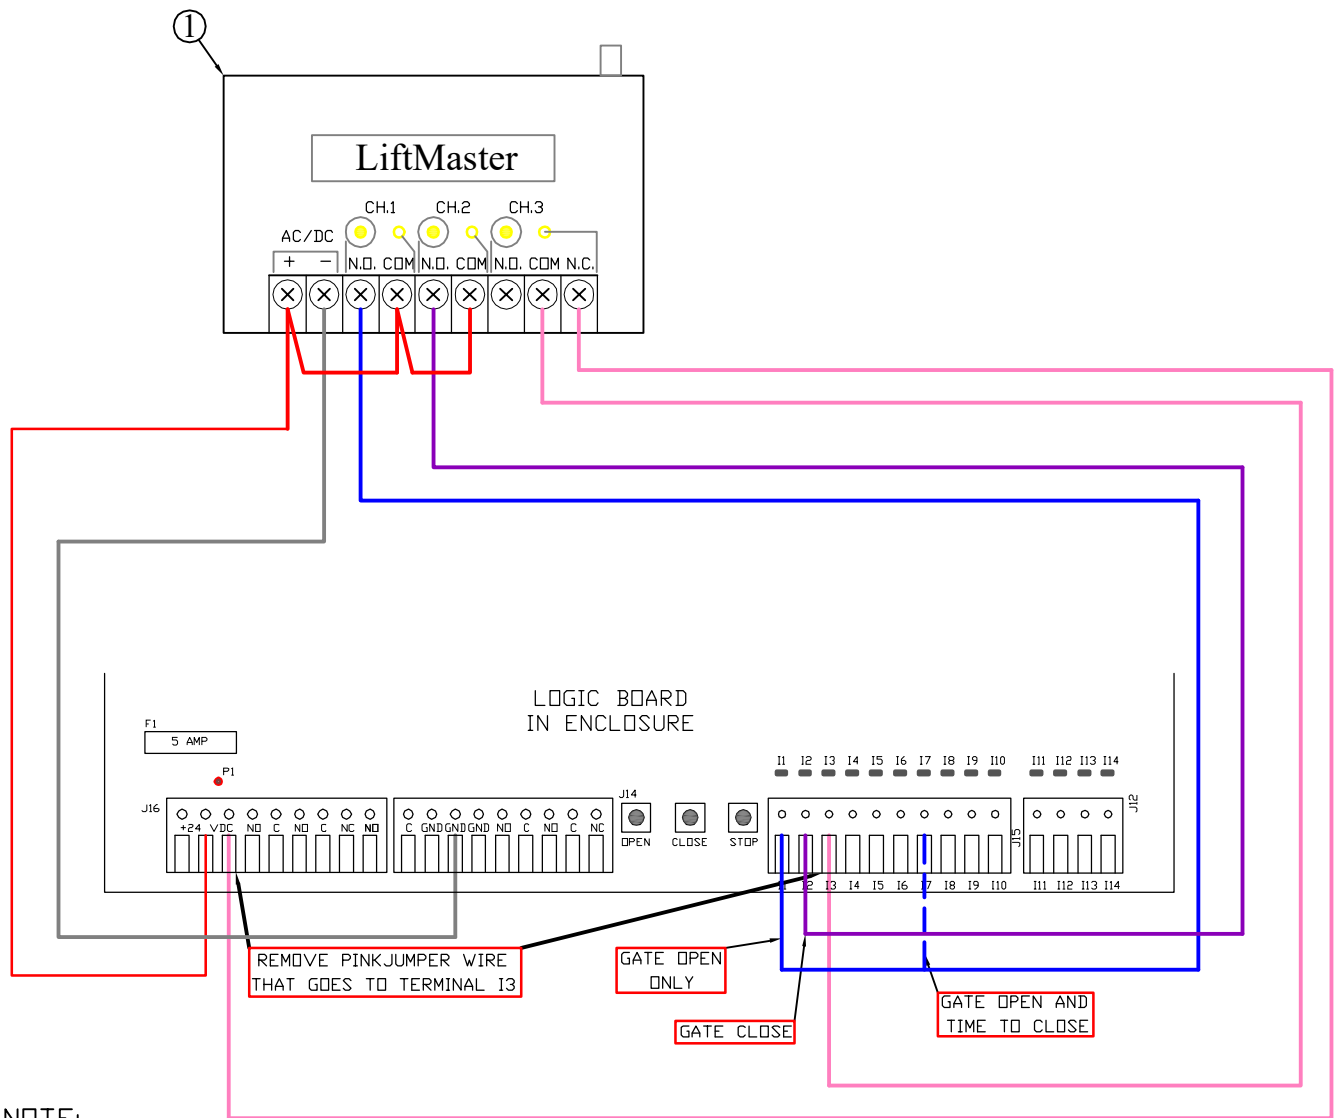 1
LiftMaster
CH.1 CH.2 CH.3
AC/DC
+ − N.O. COM N.O. COM N.O. COM N.C.
LOGIC BOARD
IN ENCLOSURE
F1
5 AMP
P1
I1 I2 I3 I4 I5 I6 I7 I8 I9 I10 I11 I12 I13 I14
J16 J14 J15 J12
+24 VDC NO C NO C NC NO C GND GND GND NO C NO C NC
OPEN CLOSE STOP
I1 I2 I3 I4 I5 I6 I7 I8 I9 I10 I11 I12 I13 I14
REMOVE PINKJUMPER WIRE
THAT GOES TO TERMINAL I3
GATE OPEN
ONLY
GATE CLOSE
GATE OPEN AND
TIME TO CLOSE
NOTE: